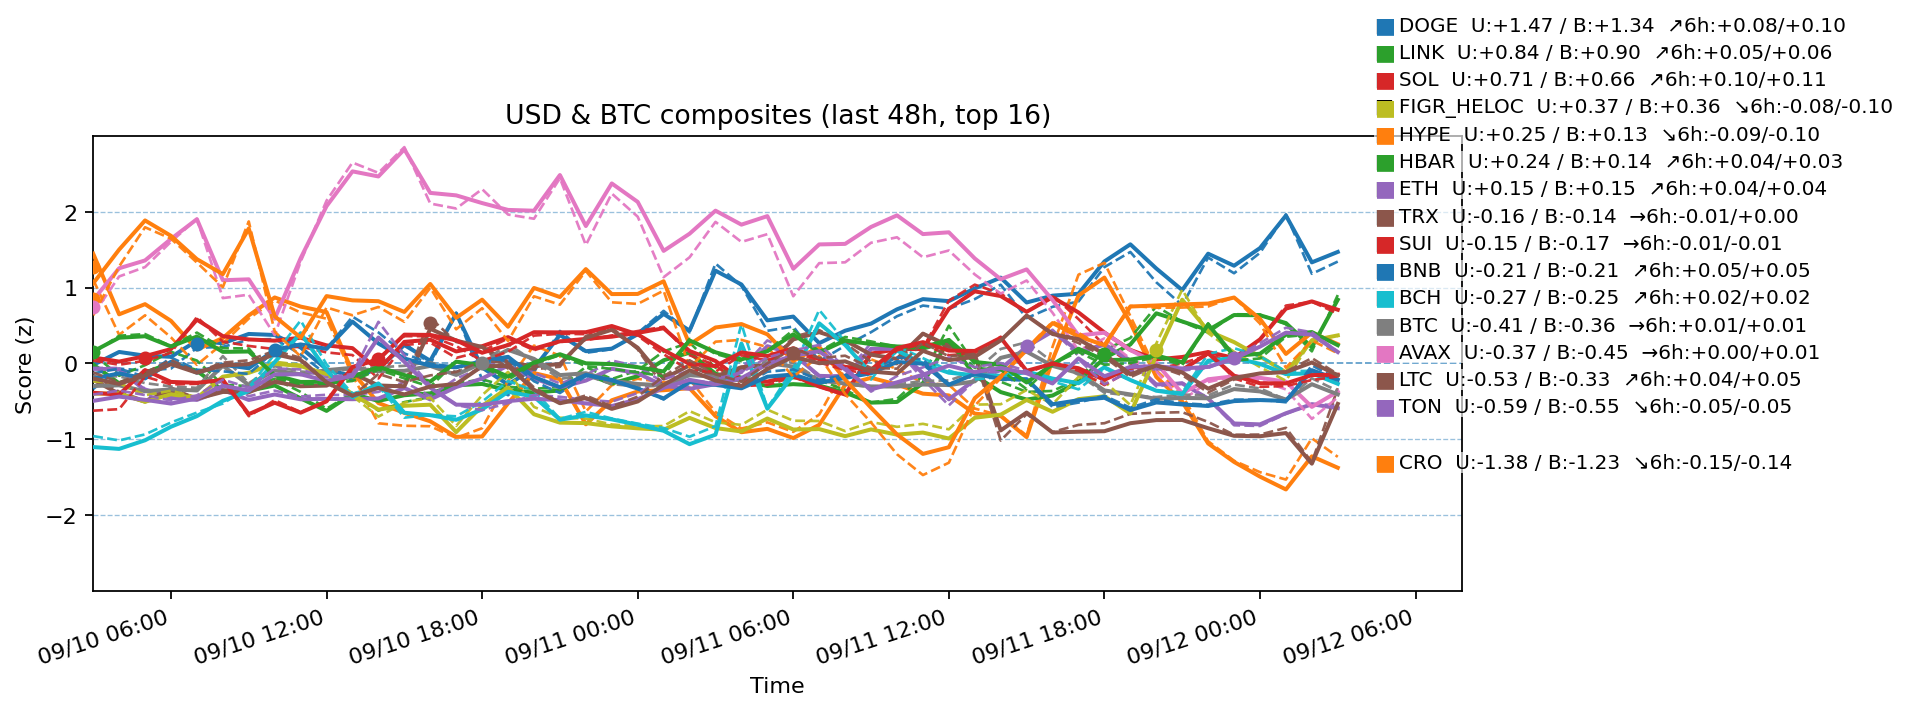 DOGE U:+1.47 / B:+1.34 ↗6h:+0.08/+0.10
LINK U:+0.84 / B:+0.90 ↗6h:+0.05/+0.06
SOL U:+0.71 / B:+0.66 ↗6h:+0.10/+0.11
FIGR_HELOC U:+0.37 / B:+0.36 ↘6h:-0.08/-0.10
HYPE U:+0.25 / B:+0.13 ↘6h:-0.09/-0.10
HBAR U:+0.24 / B:+0.14 ↗6h:+0.04/+0.03
ETH U:+0.15 / B:+0.15 ↗6h:+0.04/+0.04
TRX U:-0.16 / B:-0.14 →6h:-0.01/+0.00
SUI U:-0.15 / B:-0.17 →6h:-0.01/-0.01
BNB U:-0.21 / B:-0.21 ↗6h:+0.05/+0.05
BCH U:-0.27 / B:-0.25 ↗6h:+0.02/+0.02
BTC U:-0.41 / B:-0.36 →6h:+0.01/+0.01
AVAX U:-0.37 / B:-0.45 →6h:+0.00/+0.01
LTC U:-0.53 / B:-0.33 ↗6h:+0.04/+0.05
TON U:-0.59 / B:-0.55 ↘6h:-0.05/-0.05
CRO U:-1.38 / B:-1.23 ↘6h:-0.15/-0.14
USD & BTC composites (last 48h, top 16)
Score (z)
2
1
0
−1
−2
09/10 06:00
09/10 12:00
09/10 18:00
09/11 00:00
09/11 06:00
09/11 12:00
09/11 18:00
09/12 00:00
09/12 06:00
Time